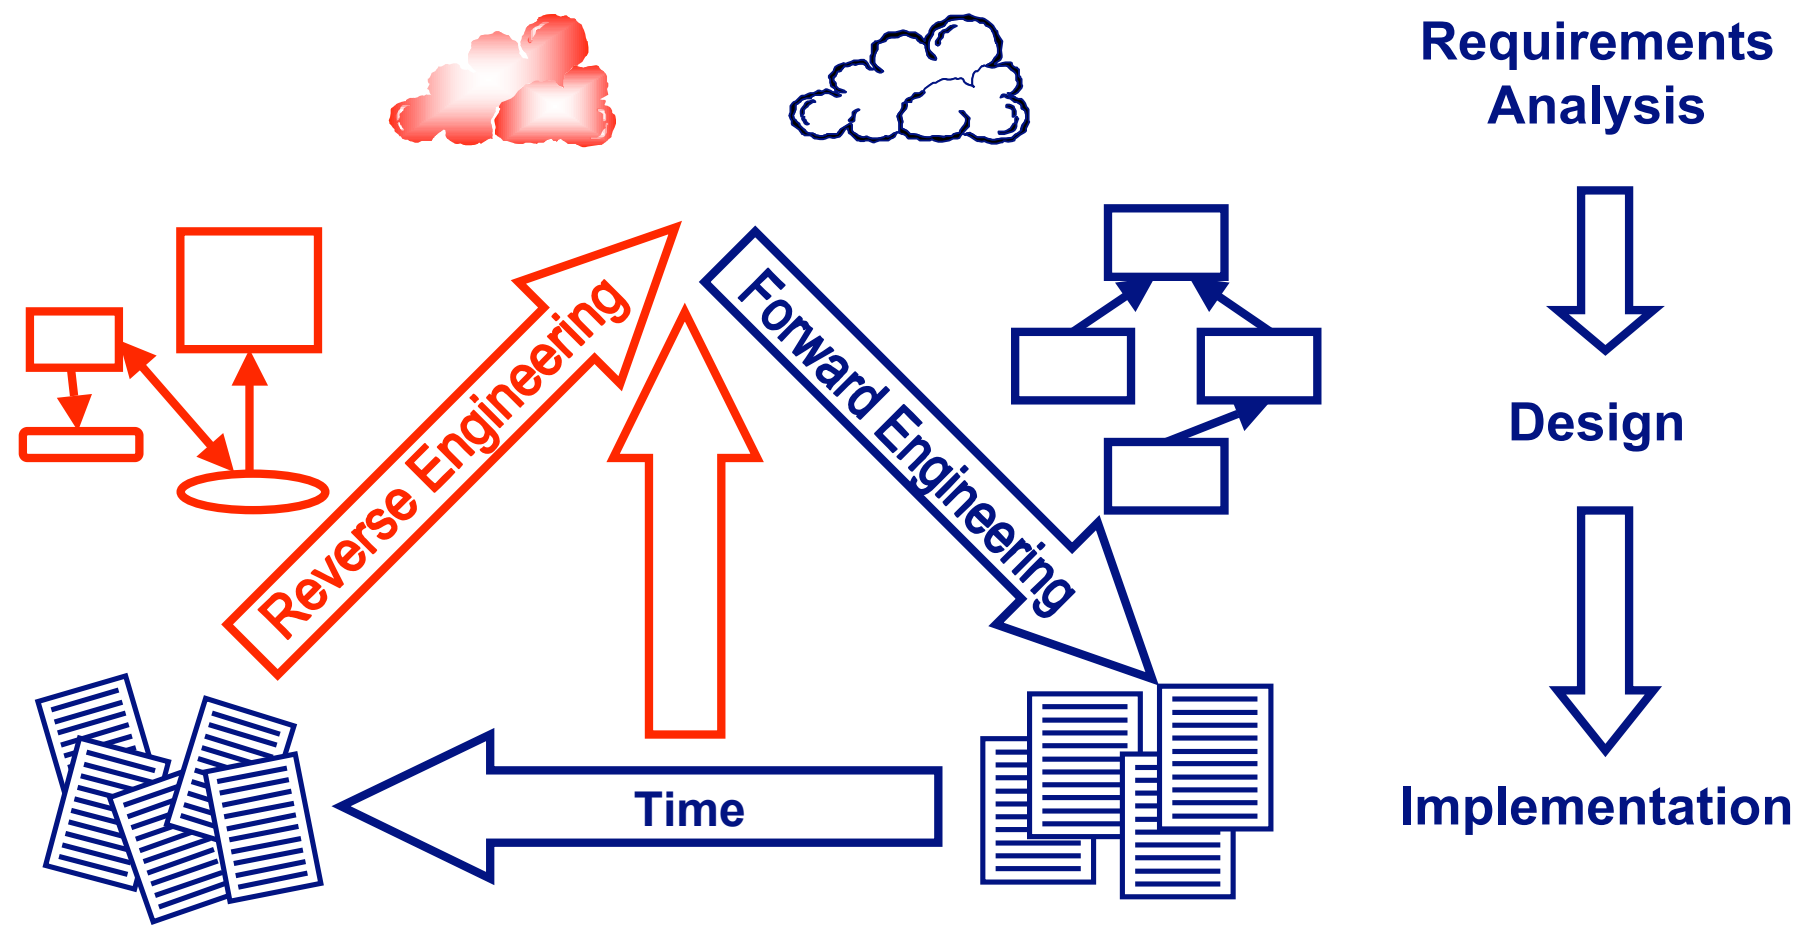 Requirements
Analysis
Reverse Engineering
Forward Engineering
Design
Time
Implementation